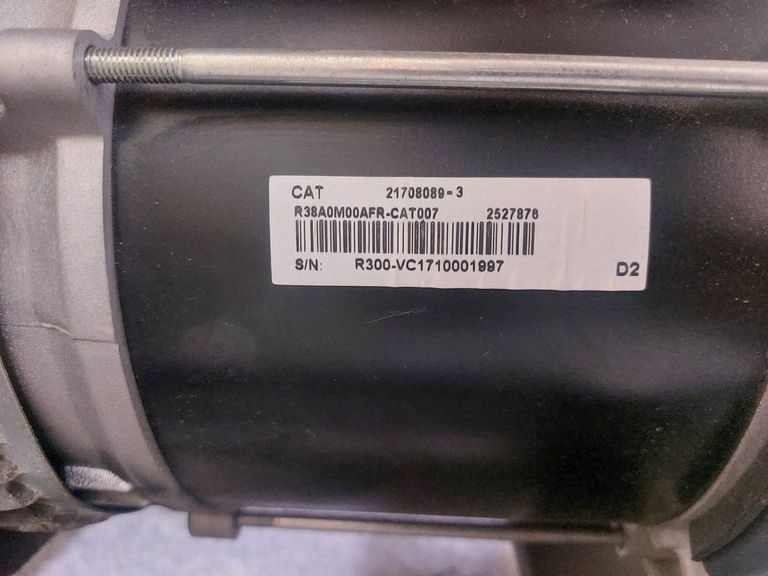 CAT 21708089-3
R38A0M00AFR-CAT007 2527876
S/N: R300-VC1710001997
D2